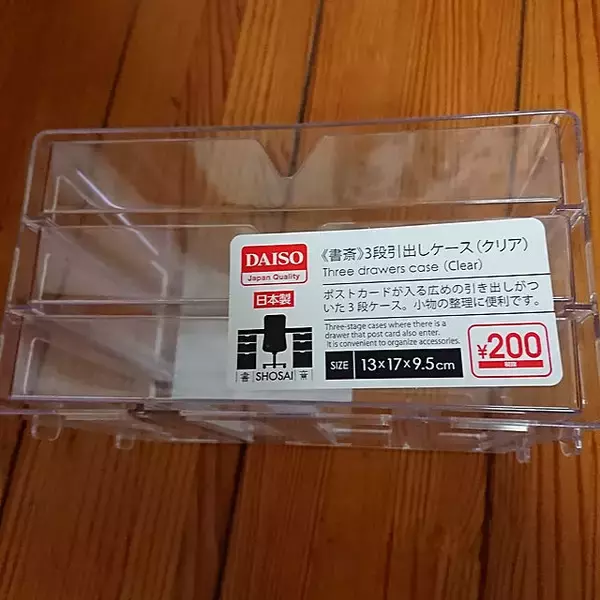 DAISO
Japan Quality
日本製
《書斎》3段引出しケース(クリア)
Three drawers case (Clear)
ポストカードが入る広めの引き出しがつ
いた3段ケース。小物の整理に便利です。
Three-stage cases where there is a
drawer that post card also enter.
It is convenient to organize accessories.
書 SHOSAI
SIZE 13×17×9.5cm
¥200